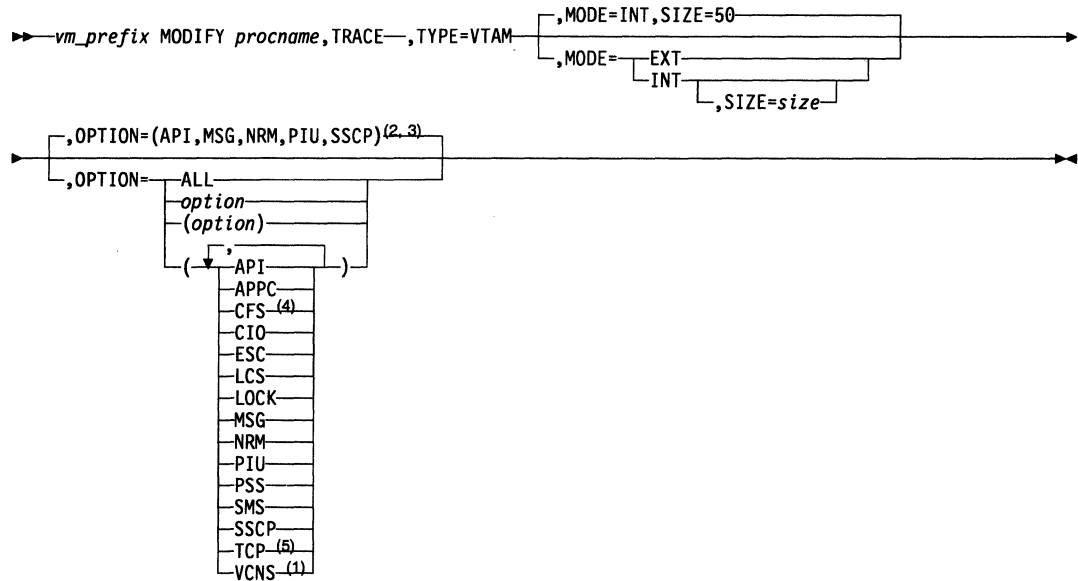 ,MODE=INT,SIZE=50
vm_prefix MODIFY procname,TRACE ,TYPE=VTAM
,MODE= EXT
INT
,SIZE=size
,OPTION=(API,MSG,NRM,PIU,SSCP) (2, 3)
,OPTION= ALL
option
(option)
,
( API )
APPC
CFS (4)
CIO
ESC
LCS
LOCK
MSG
NRM
PIU
PSS
SMS
SSCP
TCP (5)
VCNS (1)